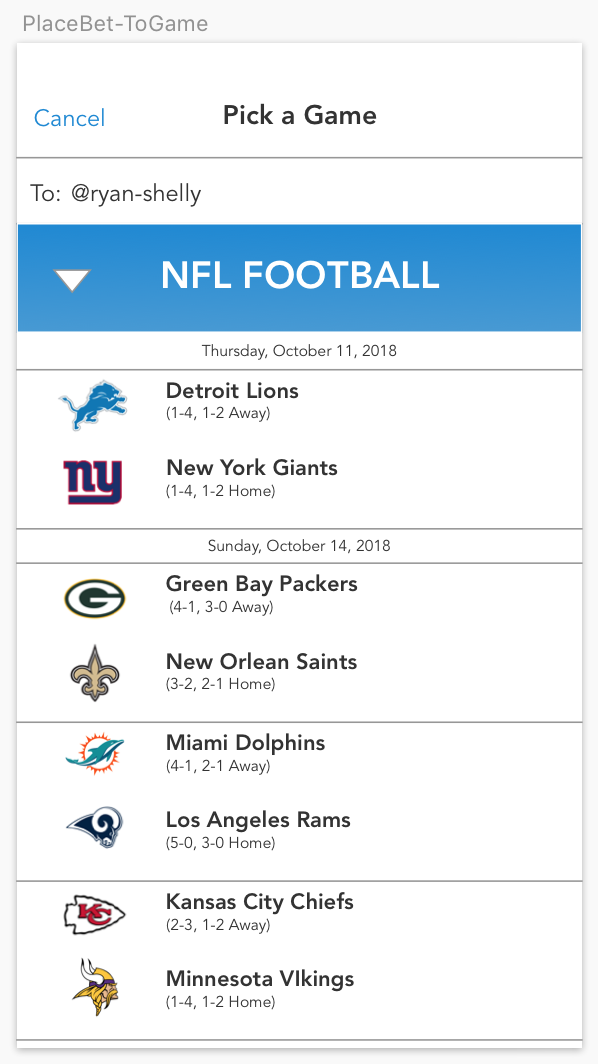 PlaceBet-ToGame
Cancel
Pick a Game
To: @ryan-shelly
NFL FOOTBALL
Thursday, October 11, 2018
Detroit Lions
(1-4, 1-2 Away)
ny
New York Giants
(1-4, 1-2 Home)
Sunday, October 14, 2018
G
Green Bay Packers
(4-1, 3-0 Away)
New Orlean Saints
(3-2, 2-1 Home)
Miami Dolphins
(4-1, 2-1 Away)
Los Angeles Rams
(5-0, 3-0 Home)
KC
Kansas City Chiefs
(2-3, 1-2 Away)
Minnesota VIkings
(1-4, 1-2 Home)